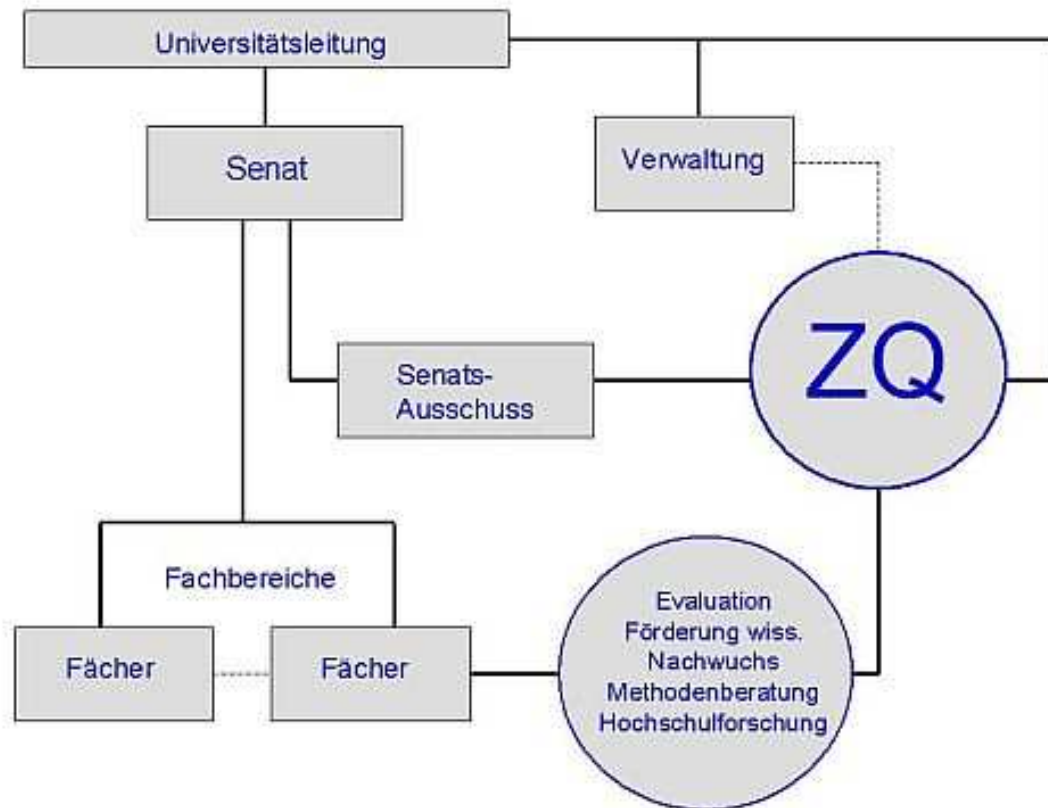 Universitätsleitung
Senat
Verwaltung
ZQ
Senats-
Ausschuss
Fachbereiche
Fächer
Fächer
Evaluation
Förderung wiss.
Nachwuchs
Methodenberatung
Hochschulforschung